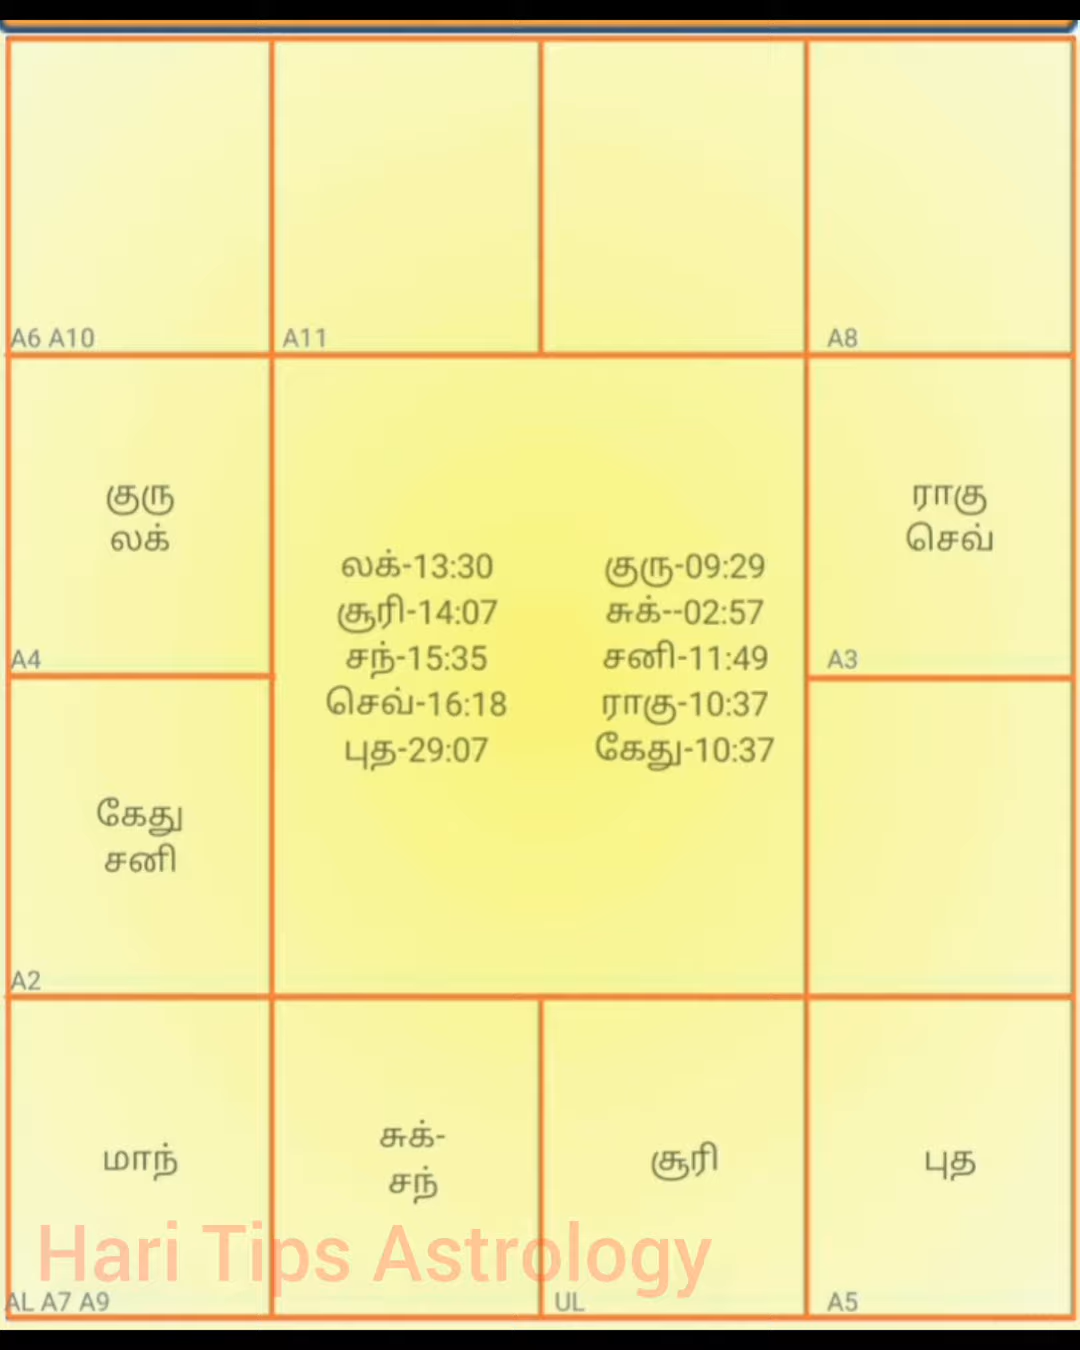 A6 A10
A11
A8
குரு
லக்
A4
ராகு
செவ்
A3
லக்-13:30
சூரி-14:07
சந்-15:35
செவ்-16:18
புத-29:07
குரு-09:29
சுக்--02:57
சனி-11:49
ராகு-10:37
கேது-10:37
கேது
சனி
A2
மாந்
AL A7 A9
சுக்-
சந்
சூரி
UL
புத
A5
Hari Tips Astrology